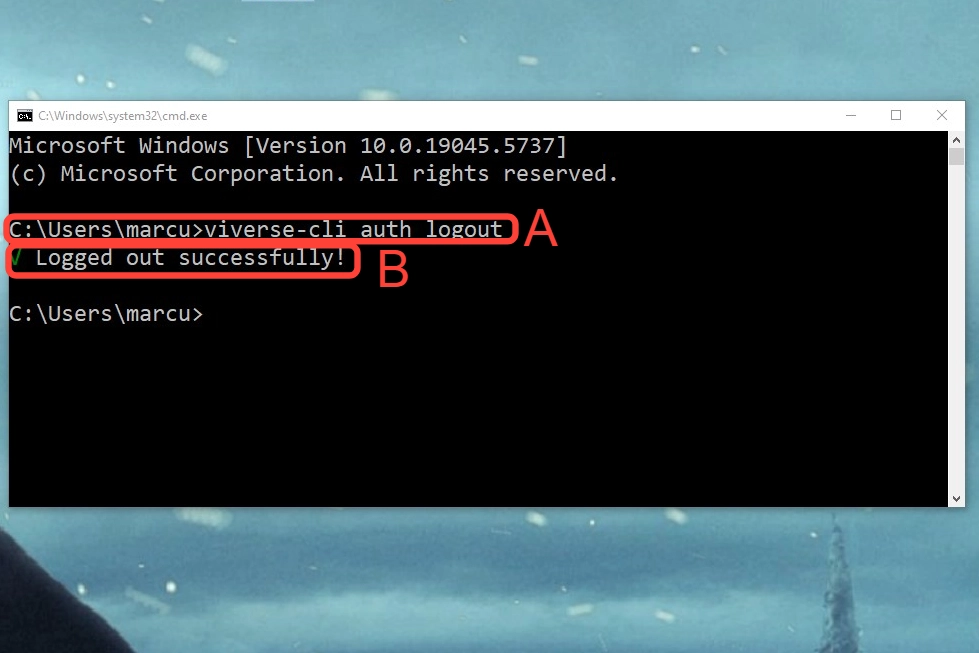 C:\Windows\system32\cmd.exe
Microsoft Windows [Version 10.0.19045.5737]
(c) Microsoft Corporation. All rights reserved.
C:\Users\marcu>viverse-cli auth logout A
√ Logged out successfully! B
C:\Users\marcu>